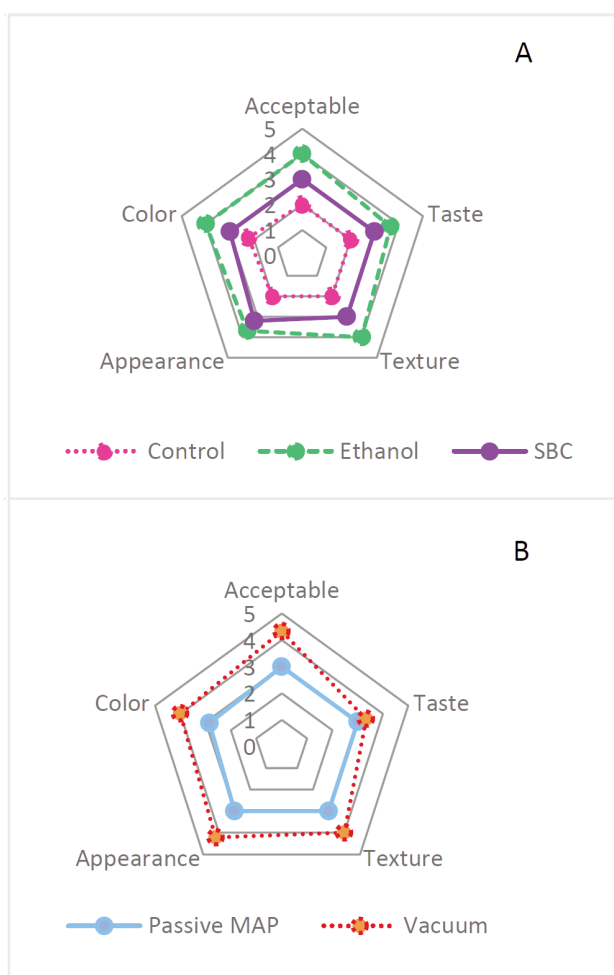 A
Acceptable
5
4
3
2
1
0
Color
Taste
Appearance
Texture
Control
Ethanol
SBC
B
Acceptable
5
4
3
2
1
0
Color
Taste
Appearance
Texture
Passive MAP
Vacuum